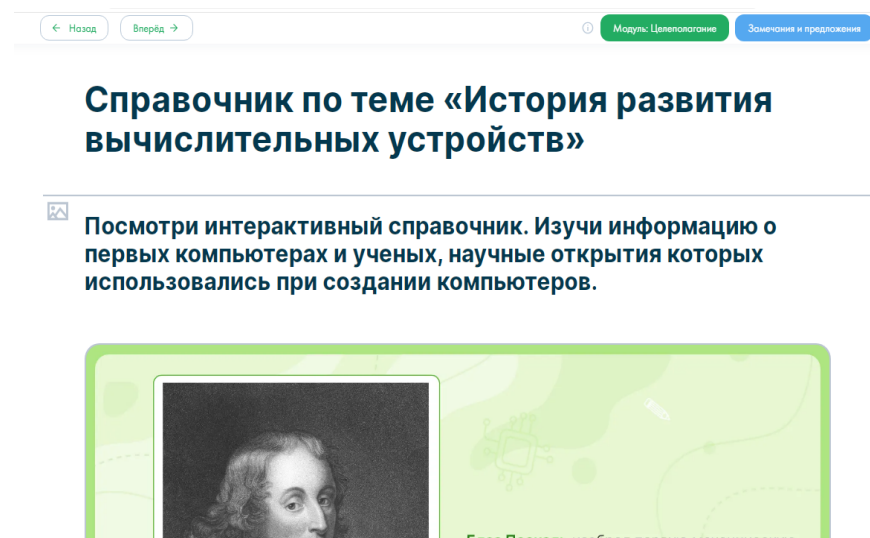 ← Назад
Вперёд →
Модуль: Целеполагание
Замечания и предложения
Справочник по теме «История развития
вычислительных устройств»
Посмотри интерактивный справочник. Изучи информацию о
первых компьютерах и ученых, научные открытия которых
использовались при создании компьютеров.